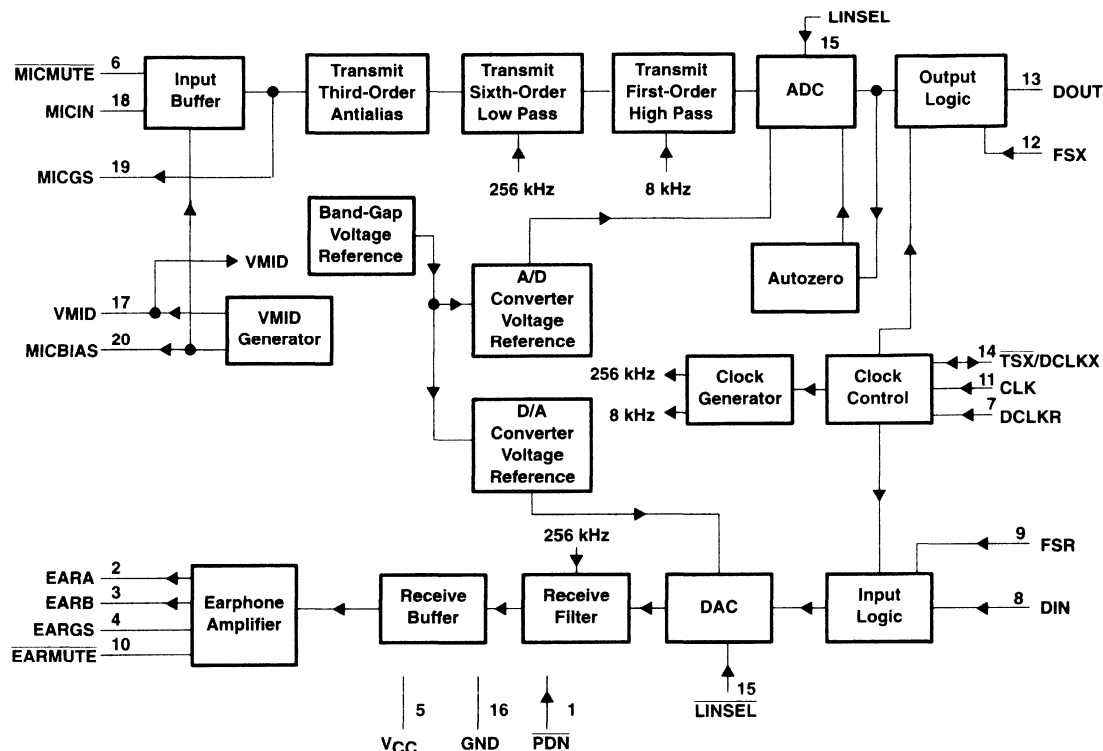 LINSEL
15
MICMUTE
6
MICIN
18
Input
Buffer
Transmit
Third-Order
Antialias
Transmit
Sixth-Order
Low Pass
Transmit
First-Order
High Pass
ADC
Output
Logic
13
DOUT
12
FSX
MICGS
19
256 kHz
8 kHz
Band-Gap
Voltage
Reference
VMID
A/D
Converter
Voltage
Reference
Autozero
VMID
17
VMID
Generator
MICBIAS
20
256 kHz
8 kHz
Clock
Generator
Clock
Control
14
TSX/DCLKX
11
CLK
7
DCLKR
D/A
Converter
Voltage
Reference
256 kHz
9
FSR
EARA
2
EARB
3
EARGS
4
EARMUTE
10
Earphone
Amplifier
Receive
Buffer
Receive
Filter
DAC
Input
Logic
8
DIN
15
LINSEL
5
VCC
16
GND
1
PDN